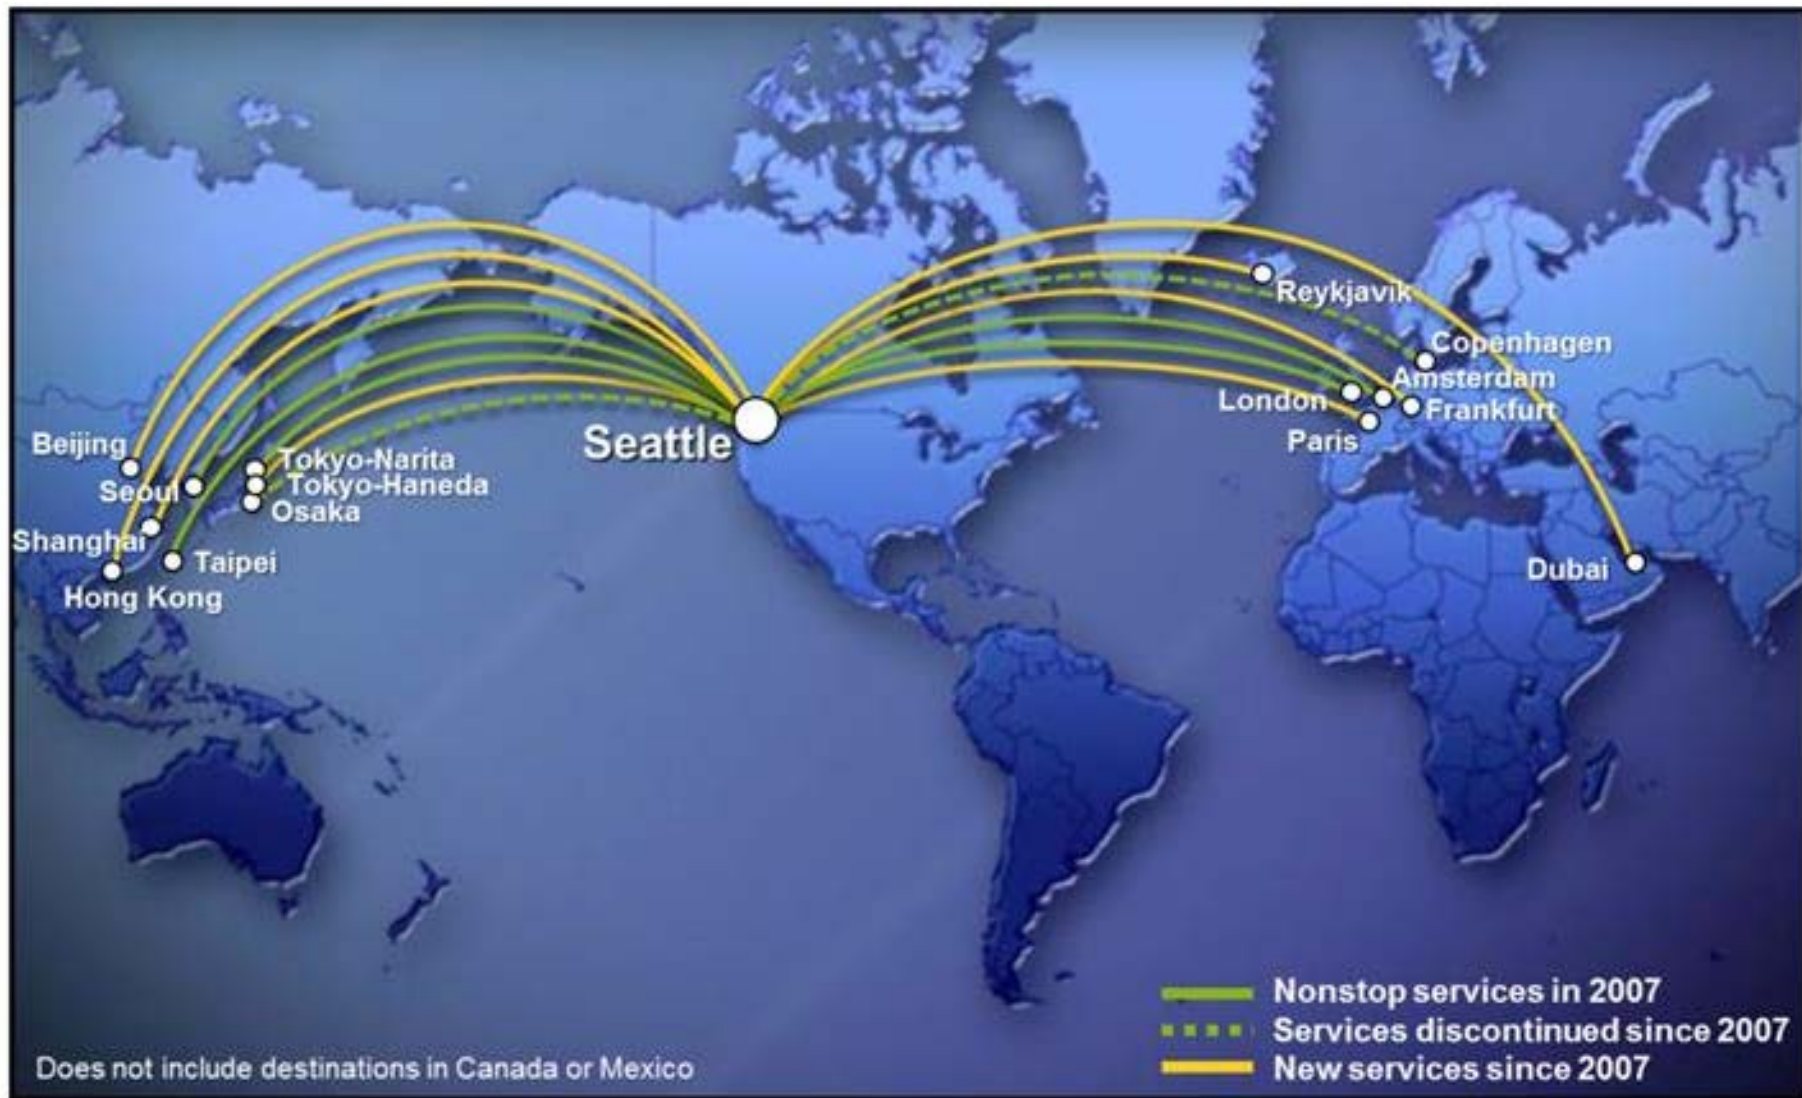 Reykjavik
Copenhagen
Amsterdam
London
Frankfurt
Paris
Seattle
Beijing
Tokyo-Narita
Seoul
Tokyo-Haneda
Osaka
Shanghai
Taipei
Hong Kong
Dubai
Nonstop services in 2007
Services discontinued since 2007
New services since 2007
Does not include destinations in Canada or Mexico